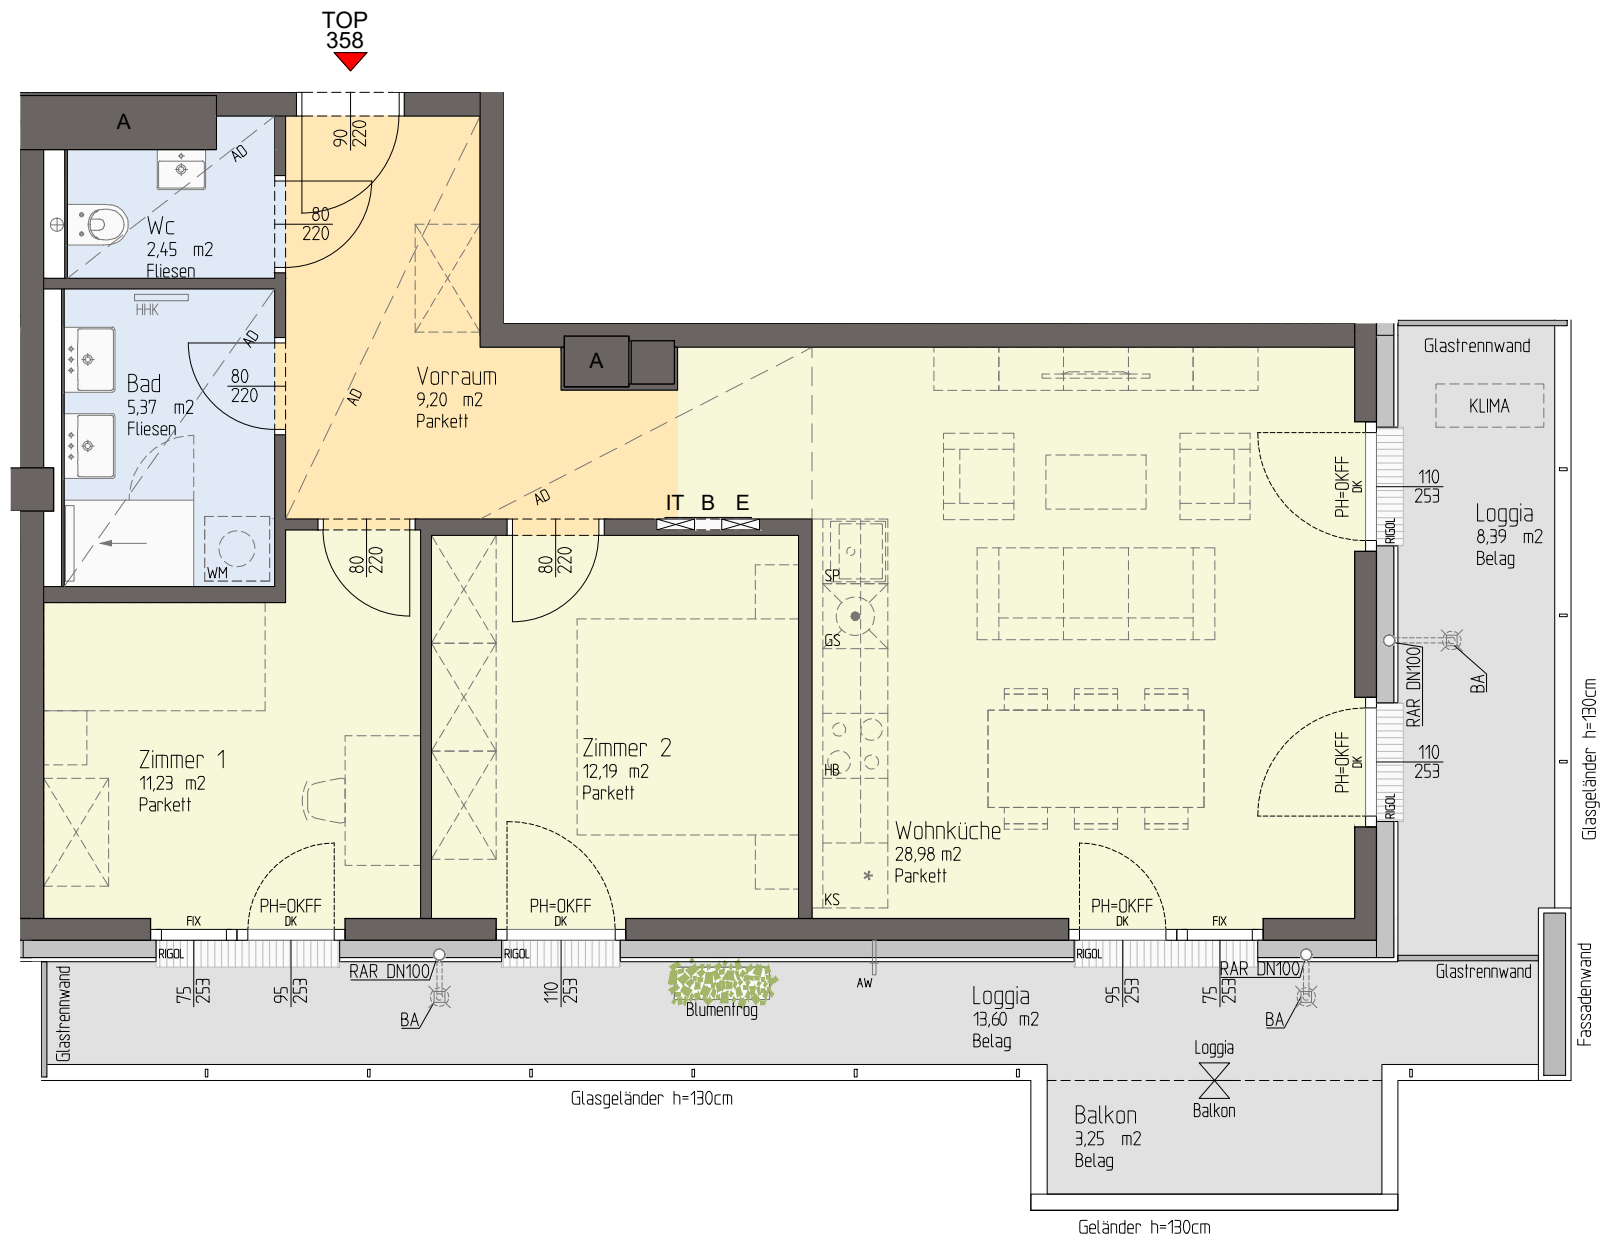 TOP
358
A
90
220
AD
80
220
Wc
2,45 m2
Fliesen
HHK
AD
Bad
5,37 m2
Fliesen
80
220
WM
AD
Vorraum
9,20 m2
Parkett
A
AD
IT B E
80
220
80
220
Glastrennwand
KLIMA
PH=OKFF
DK
110
253
RIGOL
Loggia
8,39 m2
Belag
SP
GS
HB
KS
*
RAR DN100
BA
PH=OKFF
DK
110
253
RIGOL
Glasgeländer h=130cm
Zimmer 1
11,23 m2
Parkett
Zimmer 2
12,19 m2
Parkett
Wohnküche
28,98 m2
Parkett
FIX
PH=OKFF
DK
PH=OKFF
DK
PH=OKFF
DK
FIX
RIGOL
RIGOL
RIGOL
Glastrennwand
75
253
95
253
RAR DN100
BA
110
253
Blumentrog
AW
Loggia
13,60 m2
Belag
95
253
75
253
RAR DN100
BA
Glastrennwand
Fassadenwand
Loggia
Balkon
Glasgeländer h=130cm
Balkon
3,25 m2
Belag
Geländer h=130cm